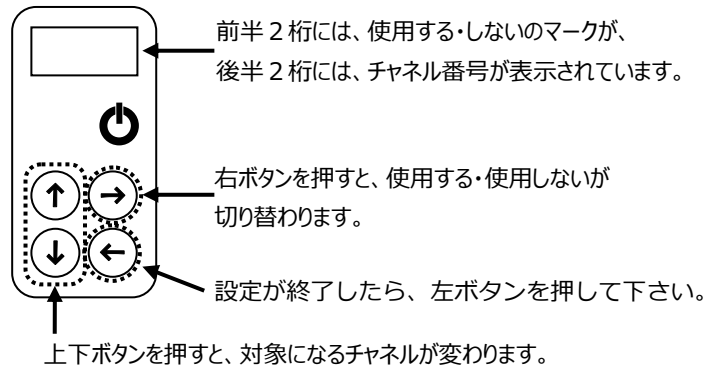 前半２桁には、使用する・しないのマークが、
後半２桁には、チャネル番号が表示されています。
右ボタンを押すと、使用する・使用しないが
切り替わります。
設定が終了したら、左ボタンを押して下さい。
上下ボタンを押すと、対象になるチャネルが変わります。